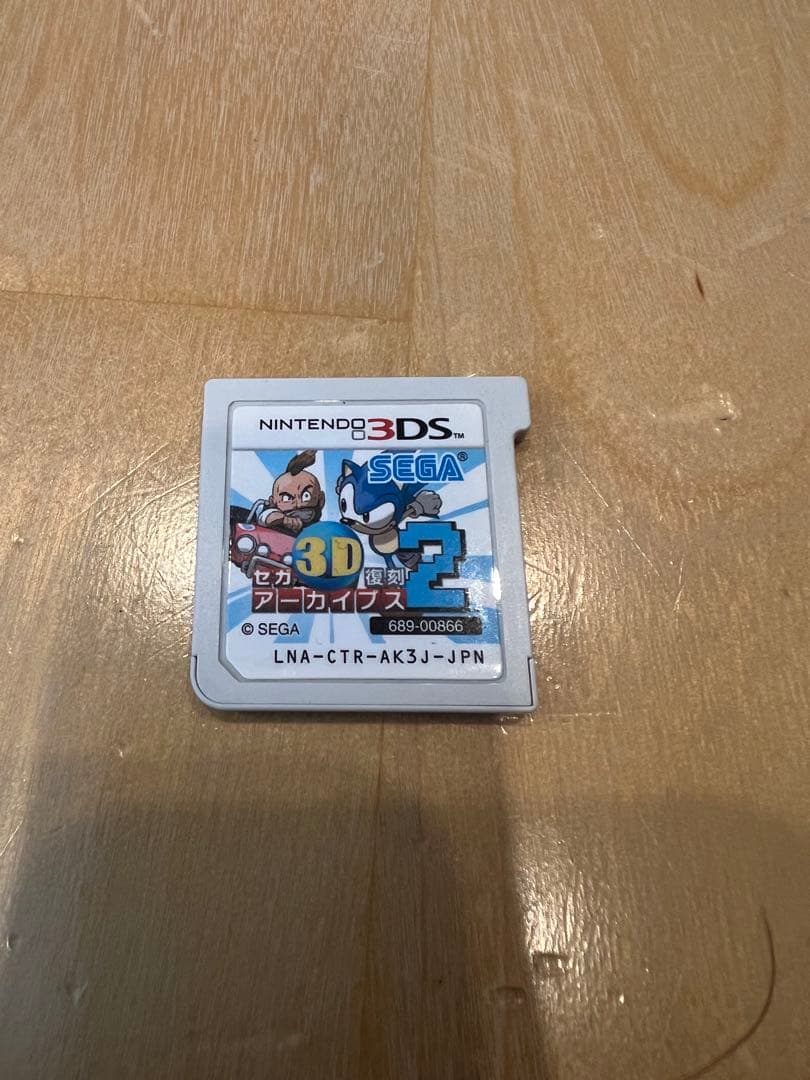 NINTENDO 3DS™
SEGA®
セガ 3D 復刻
アーカイブス 2
© SEGA 689-00866
LNA-CTR-AK3J-JPN